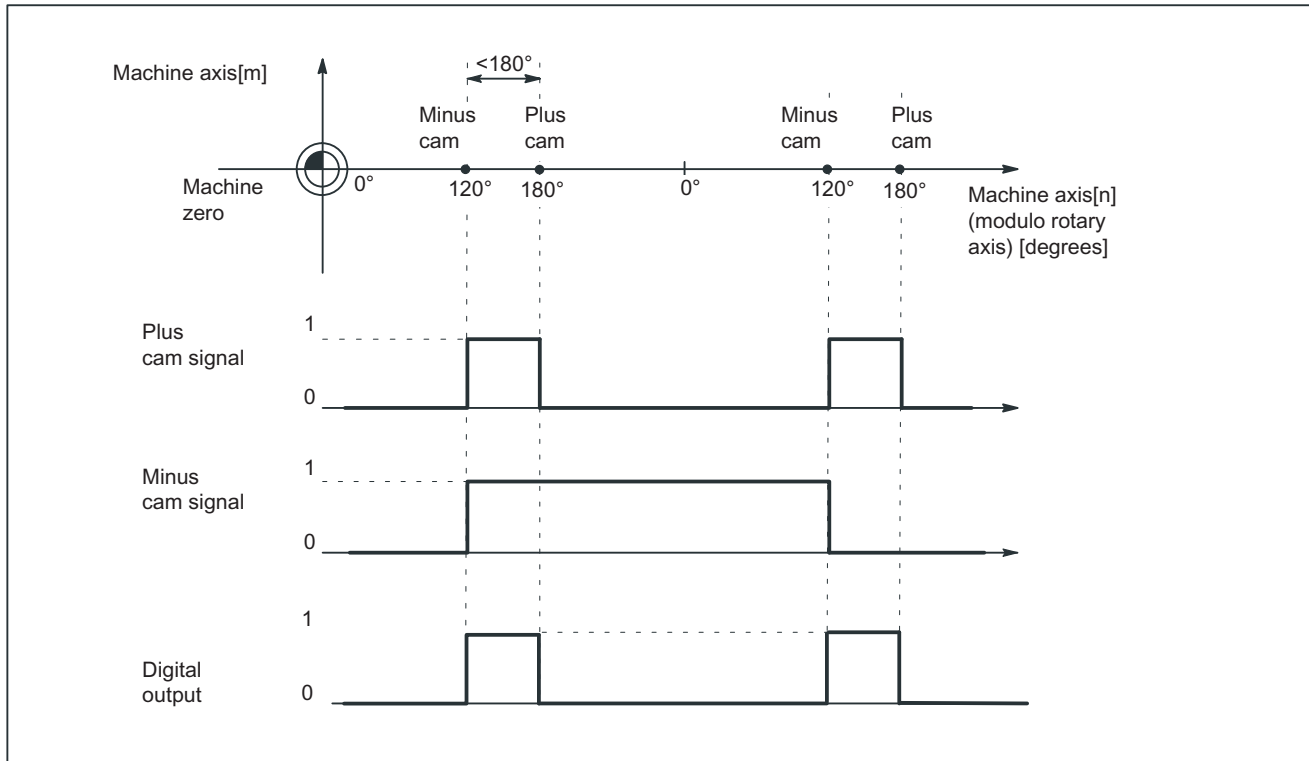 Machine axis[m]
<180°
Minus
cam
Plus
cam
Minus
cam
Plus
cam
Machine
zero
0°
120°
180°
0°
120°
180°
Machine axis[n]
(modulo rotary
axis) [degrees]
Plus
cam signal
1
0
Minus
cam signal
1
0
Digital
output
1
0